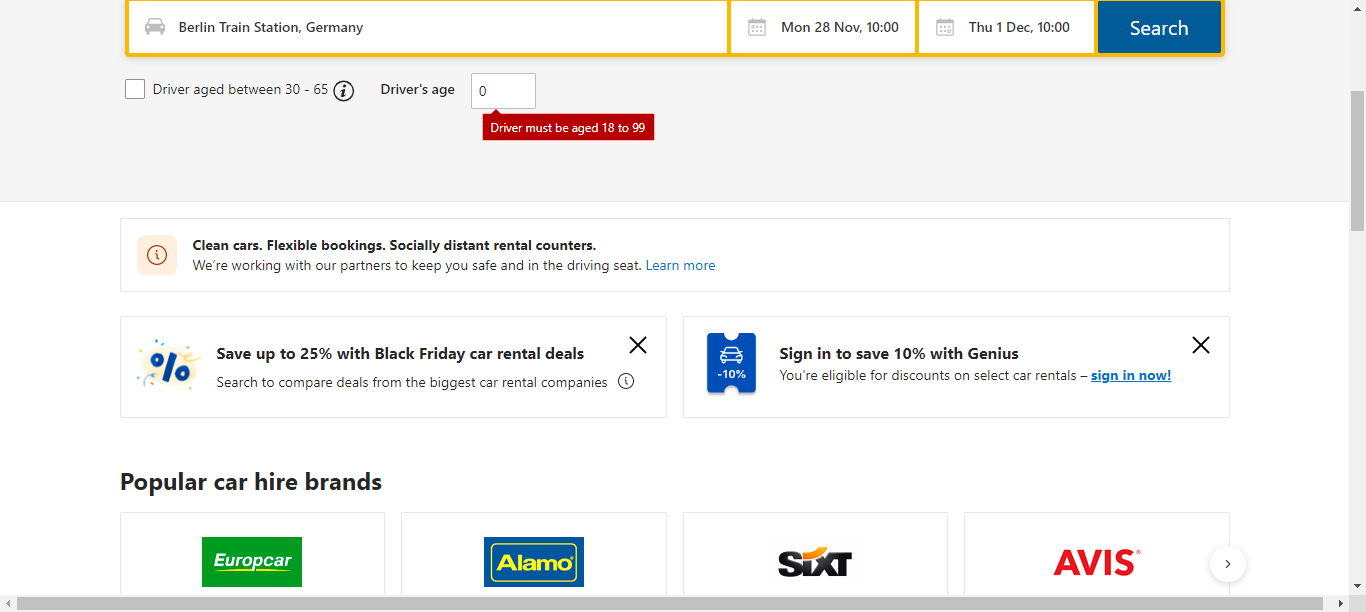 Berlin Train Station, Germany
Mon 28 Nov, 10:00
Thu 1 Dec, 10:00
Search
Driver aged between 30 - 65
Driver's age
0
Driver must be aged 18 to 99
Clean cars. Flexible bookings. Socially distant rental counters.
We’re working with our partners to keep you safe and in the driving seat. Learn more
%
Save up to 25% with Black Friday car rental deals
Search to compare deals from the biggest car rental companies
-10%
Sign in to save 10% with Genius
You're eligible for discounts on select car rentals – sign in now!
Popular car hire brands
Europcar
Alamo
SIXT
AVIS